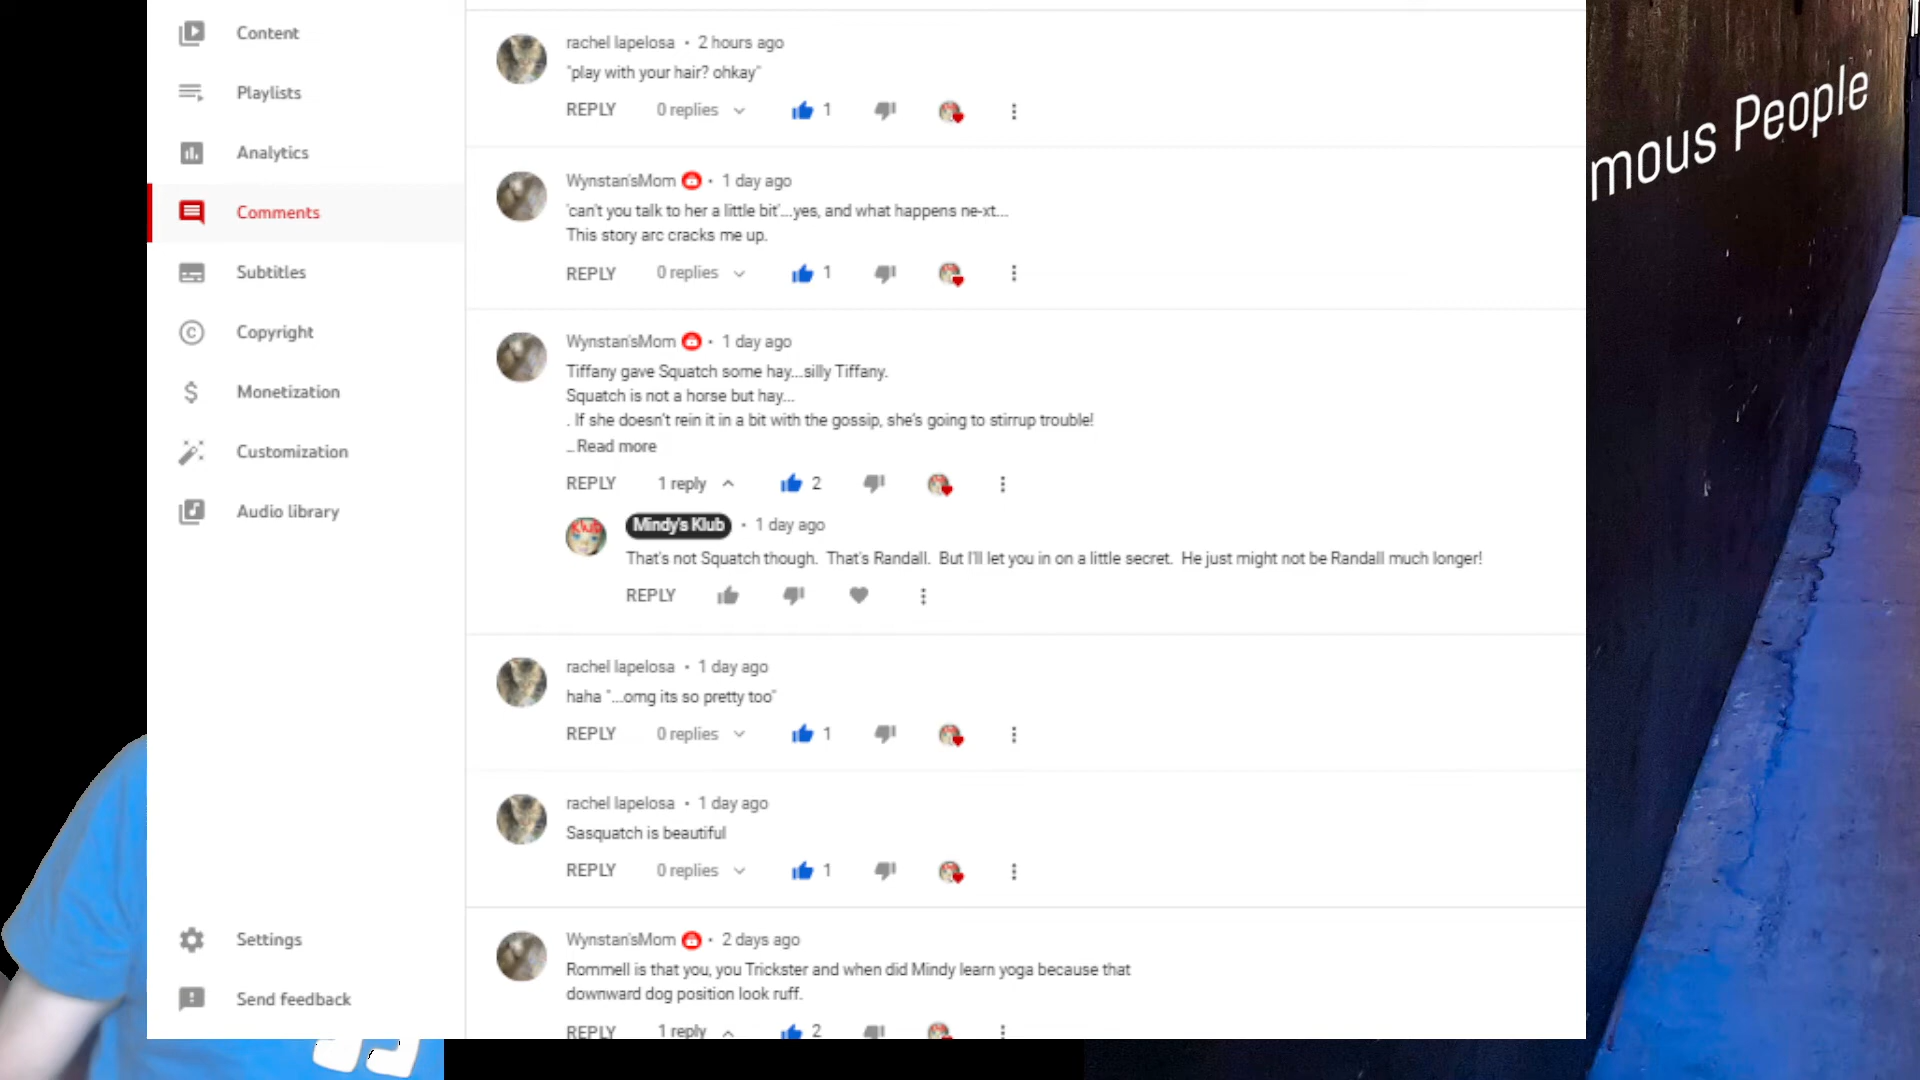 Content
Playlists
Analytics
Comments
Subtitles
Copyright
Monetization
Customization
Audio library
Settings
Send feedback
rachel lapelosa • 2 hours ago
"play with your hair? ohkay"
REPLY 0 replies 1
Wynstan'sMom • 1 day ago
'can't you talk to her a little bit'...yes, and what happens ne-xt...
This story arc cracks me up.
REPLY 0 replies 1
Wynstan'sMom • 1 day ago
Tiffany gave Squatch some hay...silly Tiffany.
Squatch is not a horse but hay...
. If she doesn't rein it in a bit with the gossip, she's going to stirrup trouble!
...Read more
REPLY 1 reply 2
Mindy's Klub • 1 day ago
That's not Squatch though. That's Randall. But I'll let you in on a little secret. He just might not be Randall much longer!
REPLY
rachel lapelosa • 1 day ago
haha "...omg its so pretty too"
REPLY 0 replies 1
rachel lapelosa • 1 day ago
Sasquatch is beautiful
REPLY 0 replies 1
Wynstan'sMom • 2 days ago
Rommell is that you, you Trickster and when did Mindy learn yoga because that
downward dog position look ruff.
REPLY 1 reply 2
mous People